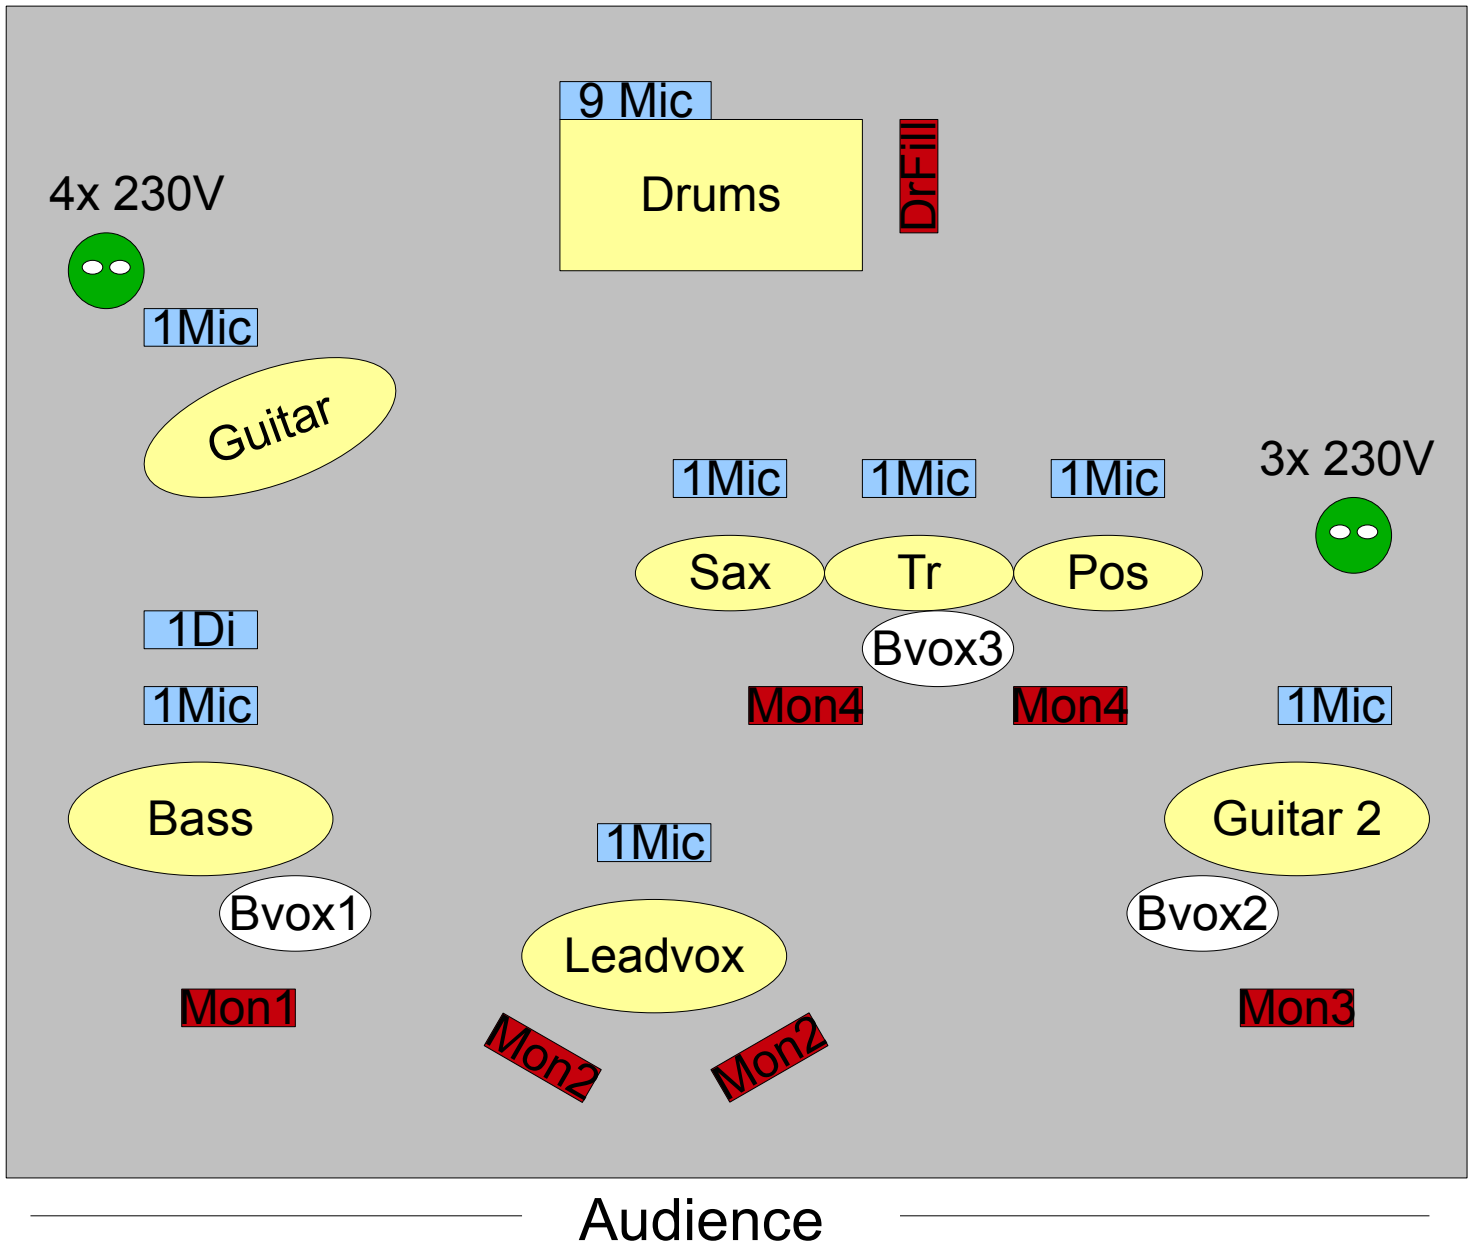 9 Mic
Drums
DrFill
4x 230V
1Mic
Guitar
3x 230V
1Mic
1Mic
1Mic
Sax
Tr
Pos
1Di
Bvox3
1Mic
Mon4
Mon4
1Mic
Bass
Guitar 2
1Mic
Bvox1
Bvox2
Leadvox
Mon1
Mon3
Mon2
Mon2
Audience